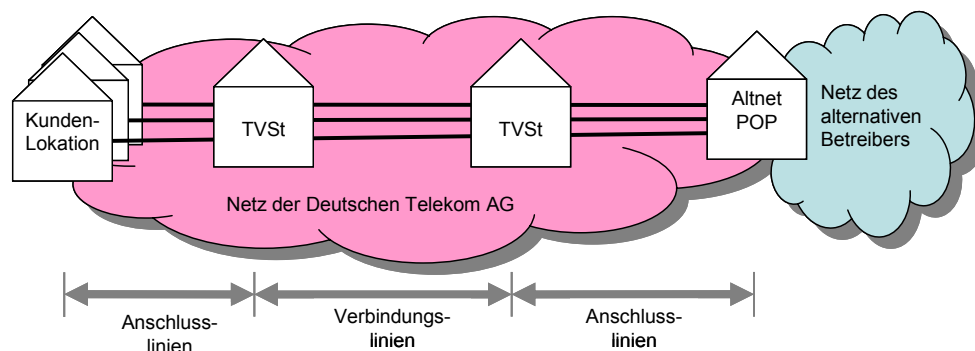 Kunden-
Lokation
TVSt
TVSt
Altnet
POP
Netz des
alternativen
Betreibers
Netz der Deutschen Telekom AG
Anschluss-
linien
Verbindungs-
linien
Anschluss-
linien